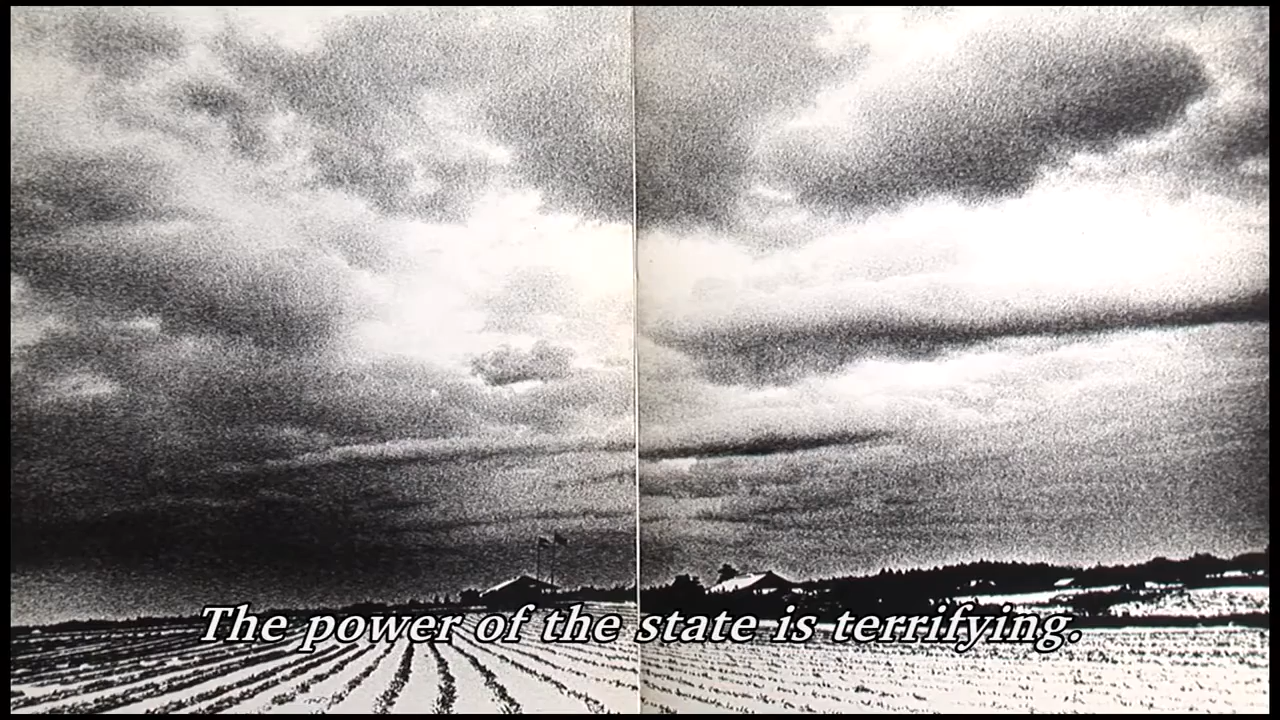 The power of the state is terrifying.